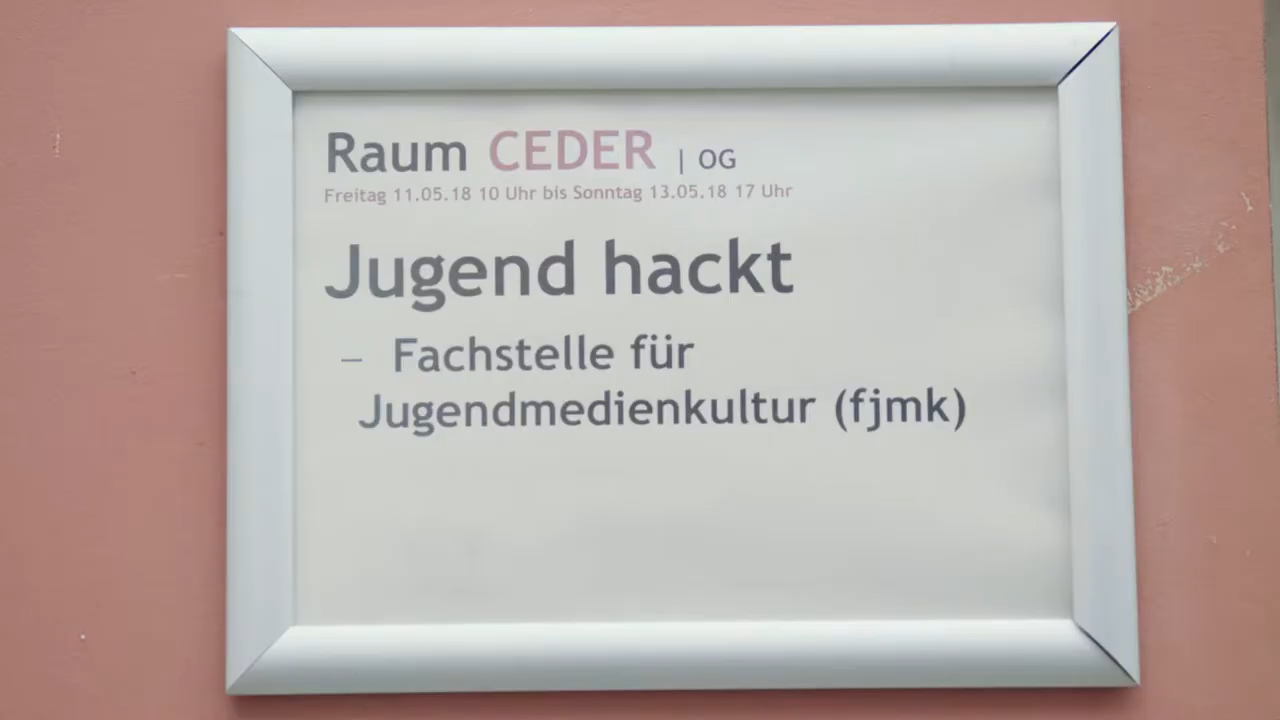 Raum CEDER | OG
Freitag 11.05.18 10 Uhr bis Sonntag 13.05.18 17 Uhr
Jugend hackt
– Fachstelle für
Jugendmedienkultur (fjmk)